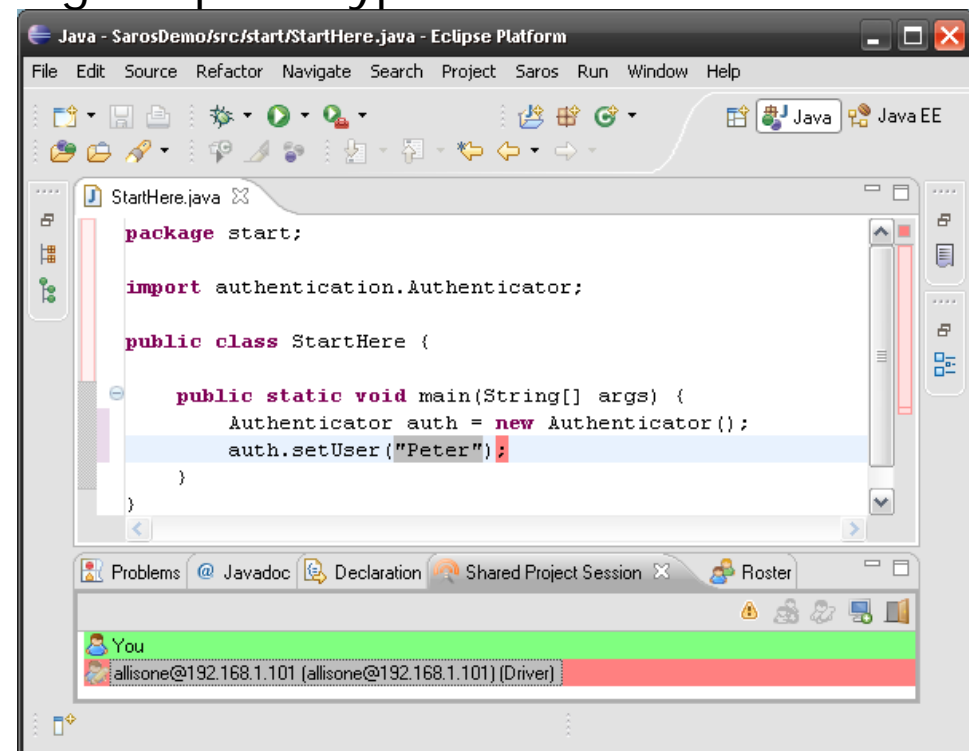 Java - SarosDemo/src/start/StartHere.java - Eclipse Platform
File Edit Source Refactor Navigate Search Project Saros Run Window Help
Java Java EE
StartHere.java
package start;
import authentication.Authenticator;
public class StartHere {
public static void main(String[] args) {
Authenticator auth = new Authenticator();
auth.setUser("Peter");
}
}
Problems @ Javadoc Declaration Shared Project Session Roster
You
allisone@192.168.1.101 (allisone@192.168.1.101) (Driver)